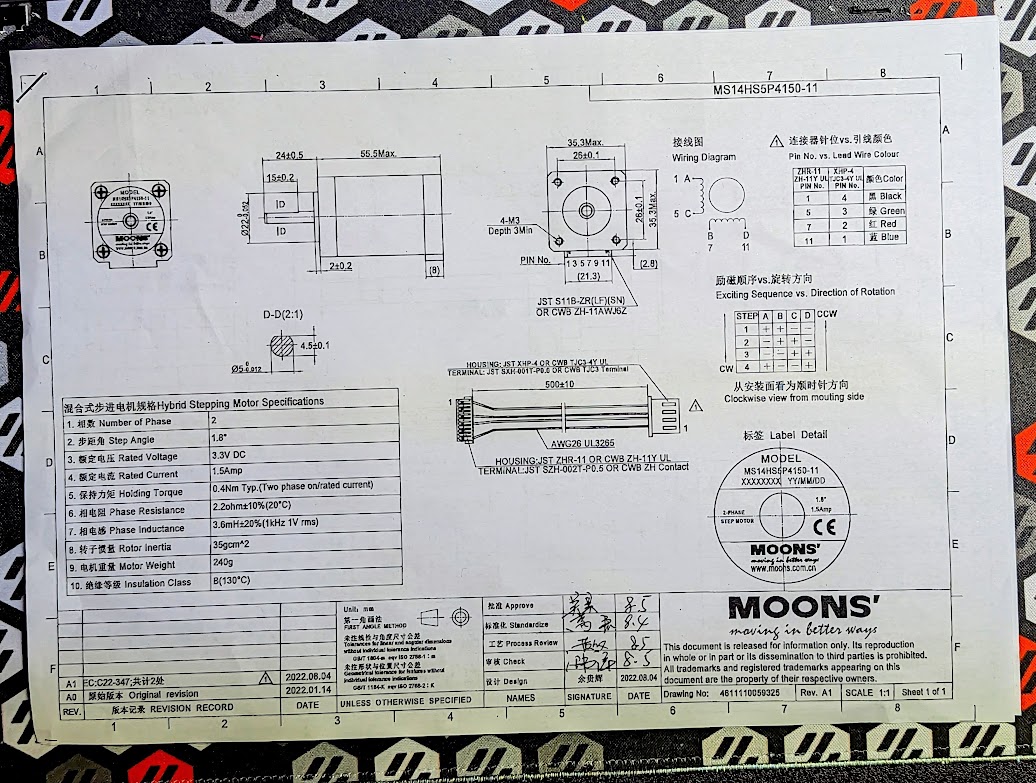 1 2 3 4 5 6 7 8
MS14HS5P4150-11
A
B
C
D
E
F
A
B
C
D
E
F
24±0.5
55.5Max.
15±0.2
D
D
2±0.2
(8)
MODEL
MOONS'
CE
D-D(2:1)
4.5±0.1
35.3Max.
26±0.1
26±0.1
35.3Max.
4-M3
Depth 3Min
PIN No.
1 3 5 7 9 11
(21.3)
(2.8)
JST S11B-ZR(LF)(SN)
OR CWB ZH-11AWJ6Z
接线图
Wiring Diagram
1 A
5 C
B D
7 11
连接器针位vs.引线颜色
Pin No. vs. Lead Wire Colour
ZHR-11 XHP-4
ZH-11Y UL TJC3-4Y UL 颜色Color
PIN No. PIN No.
1 4 黑 Black
5 3 绿 Green
7 2 红 Red
11 1 蓝 Blue
励磁顺序vs.旋转方向
Exciting Sequence vs. Direction of Rotation
STEP A B C D CCW
1 + + − −
2 − + + −
3 − − + +
CW 4 + − − +
从安装面看为顺时针方向
Clockwise view from mouting side
HOUSING: JST XHP-4 OR CWB TJC3-4Y UL
TERMINAL: JST SXH-001T-P0.6 OR CWB TJC3 Terminal
500±10
1
1
AWG26 UL3265
HOUSING:JST ZHR-11 OR CWB ZH-11Y UL
TERMINAL:JST SZH-002T-P0.5 OR CWB ZH Contact
混合式步进电机规格Hybrid Stepping Motor Specifications
1. 相数 Number of Phase 2
2. 步距角 Step Angle 1.8°
3. 额定电压 Rated Voltage 3.3V DC
4. 额定电流 Rated Current 1.5Amp
5. 保持力矩 Holding Torque 0.4Nm Typ.(Two phase on/rated current)
6. 相电阻 Phase Resistance 2.2ohm±10%(20°C)
7. 相电感 Phase Inductance 3.6mH±20%(1kHz 1V rms)
8. 转子惯量 Rotor Inertia 35gcm^2
9. 电机重量 Motor Weight 240g
10. 绝缘等级 Insulation Class B(130°C)
标签 Label Detail
MODEL
MS14HS5P4150-11
XXXXXXXX YY/MM/DD
2-PHASE
STEP MOTOR
1.8°
1.5Amp
CE
MOONS'
moving in better ways
www.moons.com.cn
A1 EC:C22-347;共计2处 2022.08.04
A0 原始版本 Original revision 2022.01.14
REV. 版本记录 REVISION RECORD DATE
Unit: mm
第一角画法
FIRST ANGLE METHOD
未注线性与角度尺寸公差
Tolerances for linear and angular dimensions
without individual tolerance indications
未注形状与位置尺寸公差
Geometrical tolerance for features without
individual tolerance indications
UNLESS OTHERWISE SPECIFIED
批准 Approve 8.5
标准化 Standardize 8.4
工艺 Process Review 8.5
审核 Check 8.5
设计 Design 余贵辉 2022.08.04
NAMES SIGNATURE DATE
MOONS'
moving in better ways
This document is released for information only. Its reproduction
in whole or in part or its dissemination to third parties is prohibited.
All trademarks and registered trademarks appearing on this
document are the property of their respective owners.
Drawing No: 4611110059325 Rev. A1 SCALE 1:1 Sheet 1 of 1
1 2 3 4 5 6 7 8